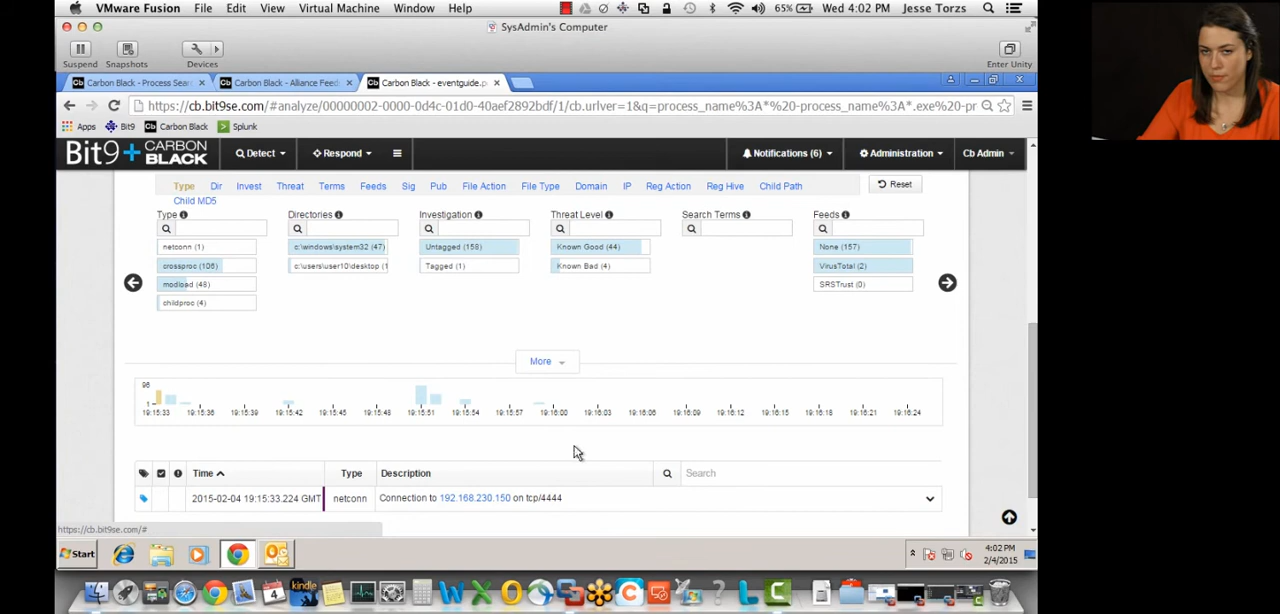 VMware Fusion File Edit View Virtual Machine Window Help 65% Wed 4:02 PM Jesse Torzs
SysAdmin's Computer
Suspend Snapshots Devices Enter Unity
Cb Carbon Black - Process Sear Cb Carbon Black - Alliance Feed Cb Carbon Black - eventguide.p
https://cb.bit9se.com/#analyze/00000002-0000-0d4c-01d0-40aef2892bdf/1/cb.urlver=1&q=process_name%3A*%20-process_name%3A*.exe%20-pr
Apps Bit9 Cb Carbon Black Splunk
Bit9+CARBON BLACK Detect Respond Notifications (6) Administration Cb Admin
Type Dir Invest Threat Terms Feeds Sig Pub File Action File Type Domain IP Reg Action Reg Hive Child Path Reset
Child MD5
Type Directories Investigation Threat Level Search Terms Feeds
netconn (1) c:\windows\system32 (47) Untagged (158) Known Good (44) None (157)
crossproc (106) c:\users\user10\desktop (1 Tagged (1) Known Bad (4) VirusTotal (2)
modload (48) SRSTrust (0)
childproc (4)
More
96
1
19:15:33 19:15:36 19:15:39 19:15:42 19:15:45 19:15:48 19:15:51 19:15:54 19:15:57 19:16:00 19:16:03 19:16:06 19:16:09 19:16:12 19:16:15 19:16:18 19:16:21 19:16:24
Time Type Description Search
2015-02-04 19:15:33.224 GMT netconn Connection to 192.168.230.150 on tcp/4444
https://cb.bit9se.com/#
Start 4:02 PM
2/4/2015